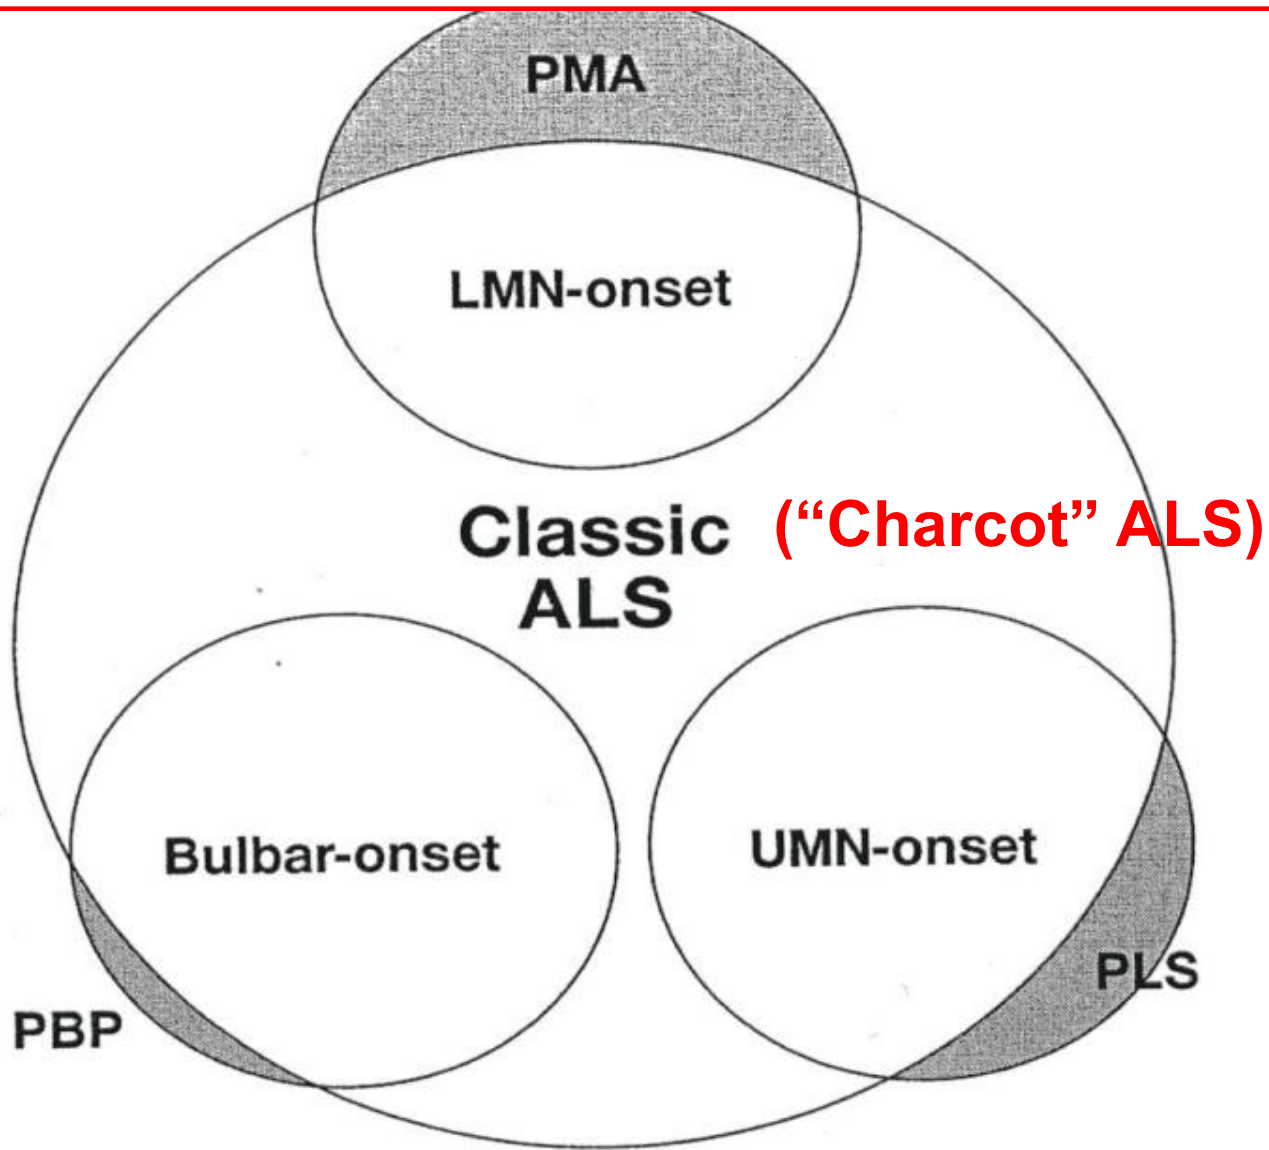 PMA
LMN-onset
Classic (“Charcot” ALS)
ALS
Bulbar-onset
UMN-onset
PLS
PBP